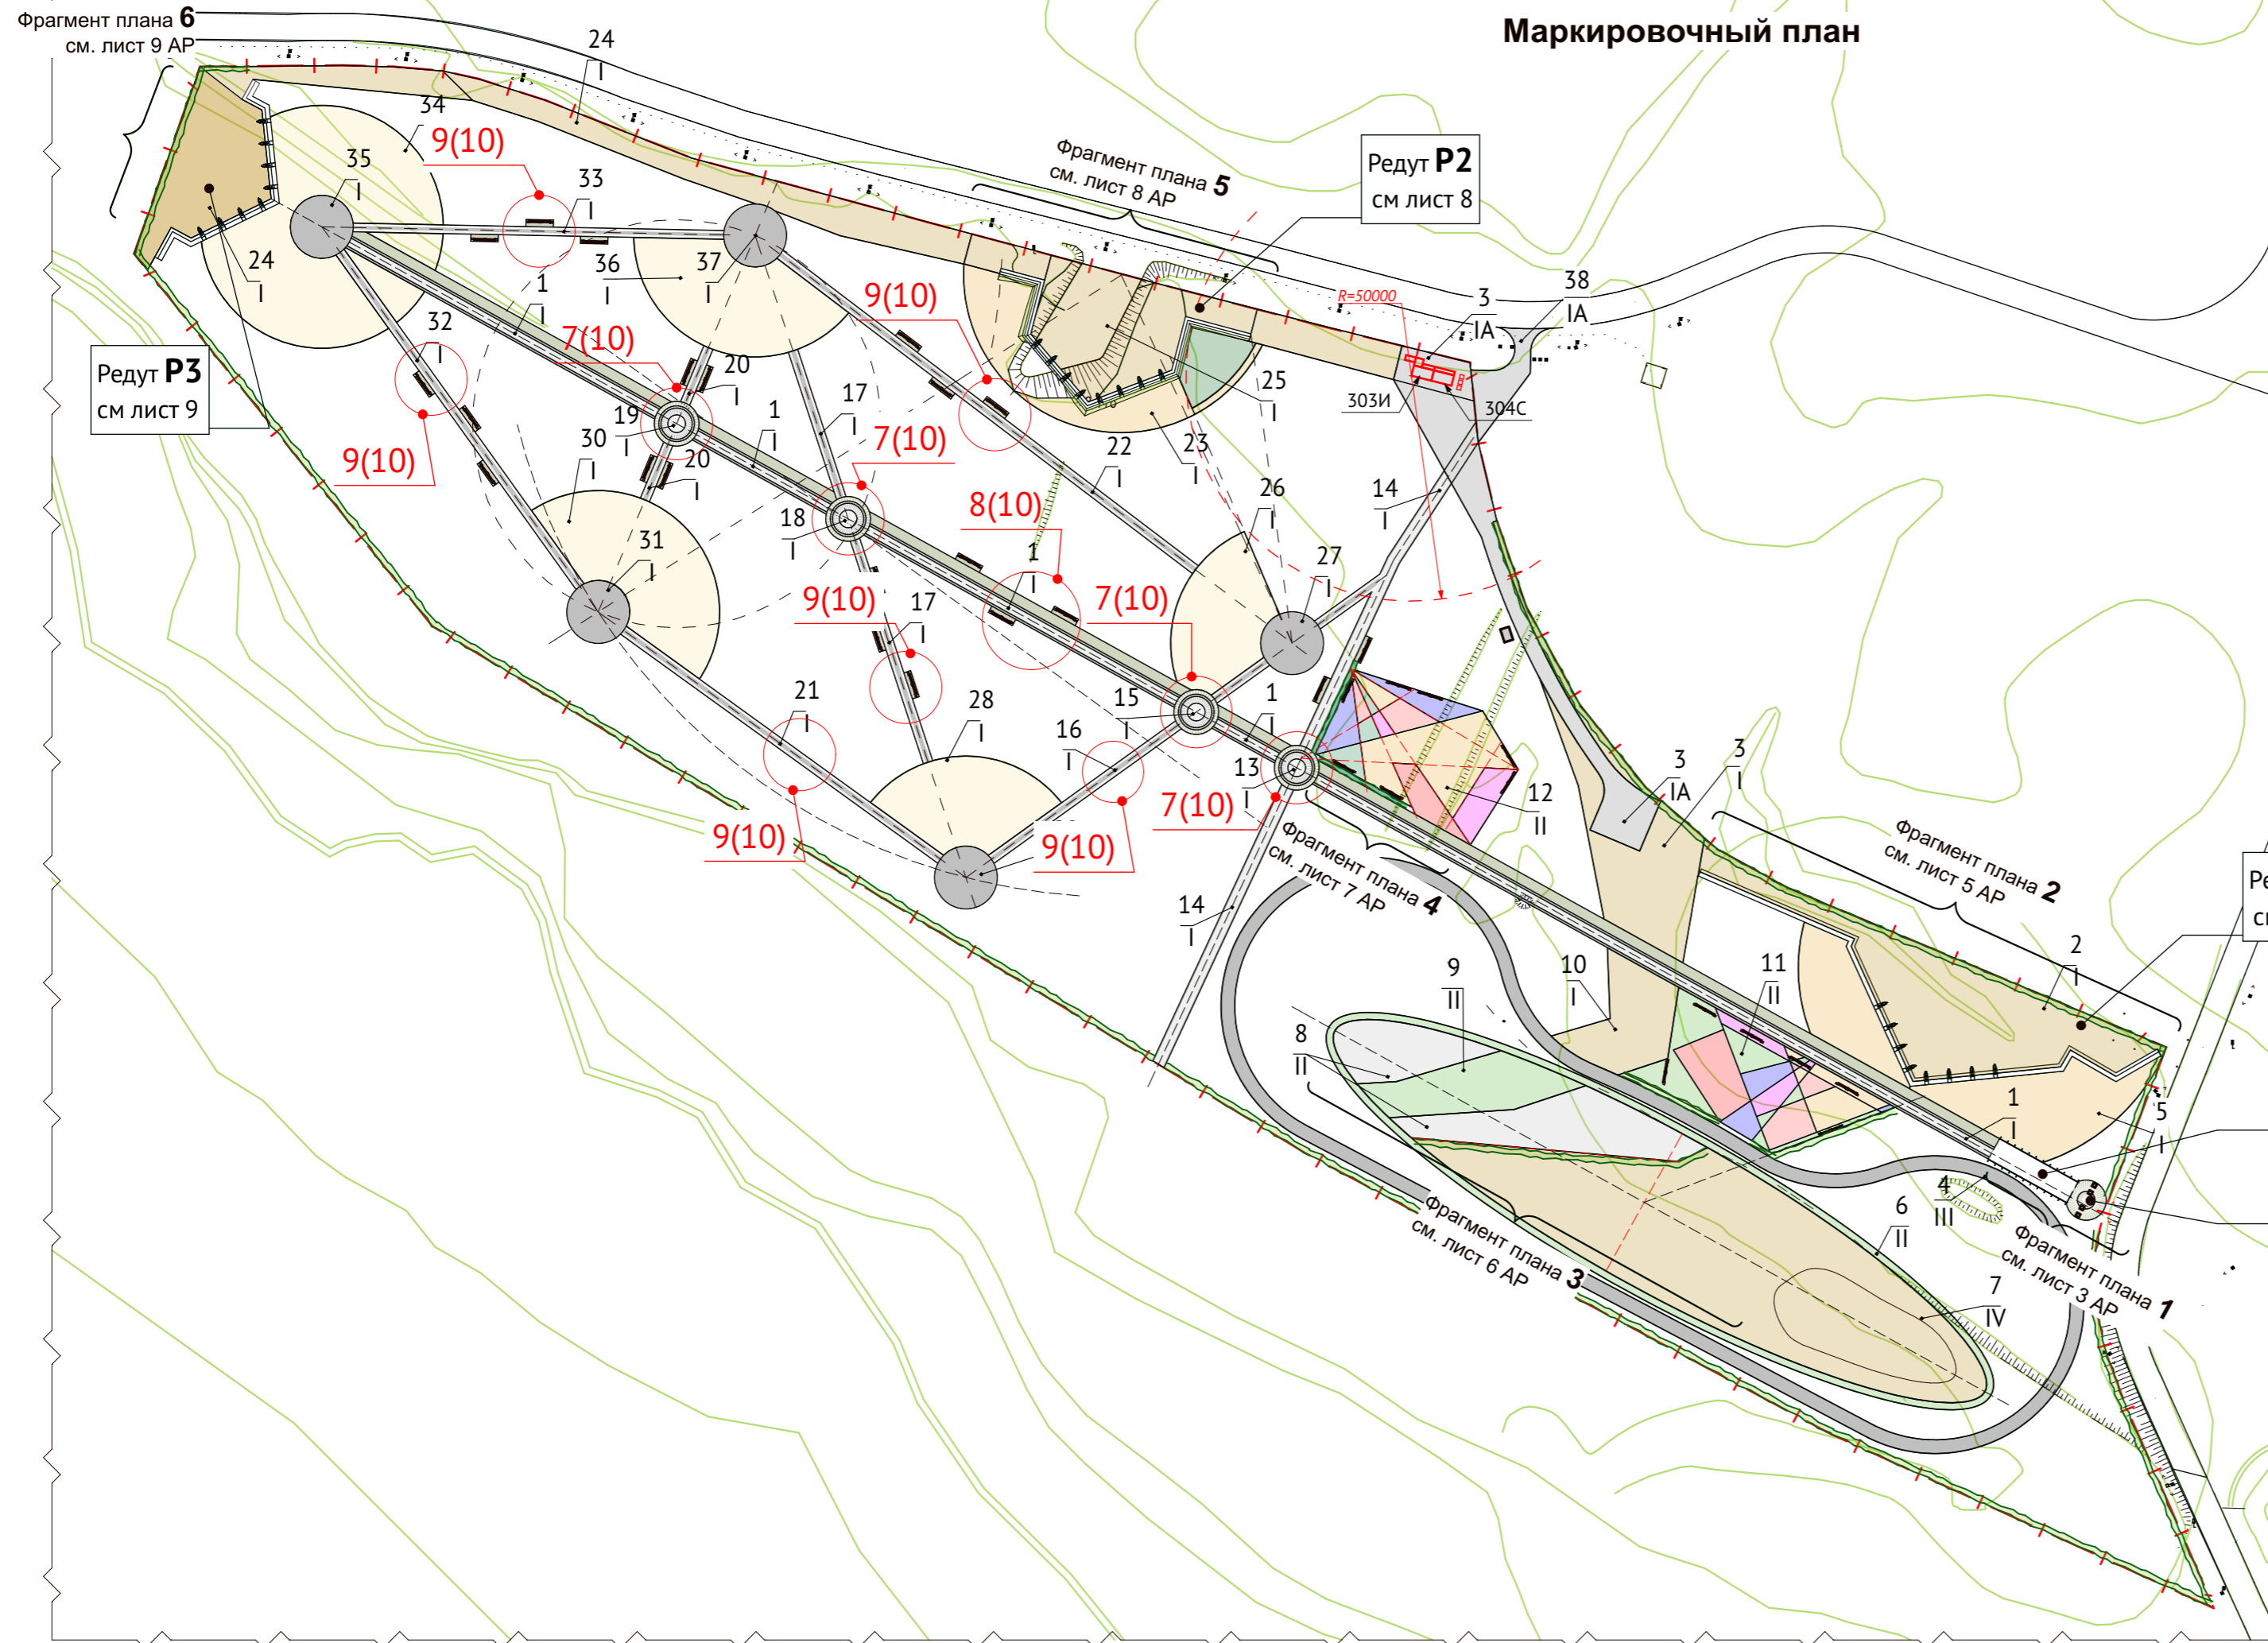 Маркировочный план
Фрагмент плана 6
см. лист 9 АР
24
I
34
9(10)
35
I
33
I
Фрагмент плана 5
см. лист 8 АР
Редут Р2
см лист 8
24
I
1
I
36
I
37
I
9(10)
R=50000
3
IA
38
IA
32
I
7(10)
Редут Р3
см лист 9
20
I
19
I
1
I
17
I
25
I
303И
304С
30
I
20
I
7(10)
23
I
22
I
9(10)
26
I
14
I
8(10)
18
I
31
I
1
I
27
I
9(10)
17
I
7(10)
21
I
28
I
15
I
1
I
16
I
13
I
3
IA
3
I
12
II
7(10)
9(10)
9(10)
Фрагмент плана 4
см. лист 7 АР
Фрагмент плана 2
см. лист 5 АР
14
I
9
II
10
I
11
II
2
I
8
II
1
I
5
I
4
III
6
II
Фрагмент плана 3
см. лист 6 АР
Фрагмент плана 1
см. лист 3 АР
7
IV